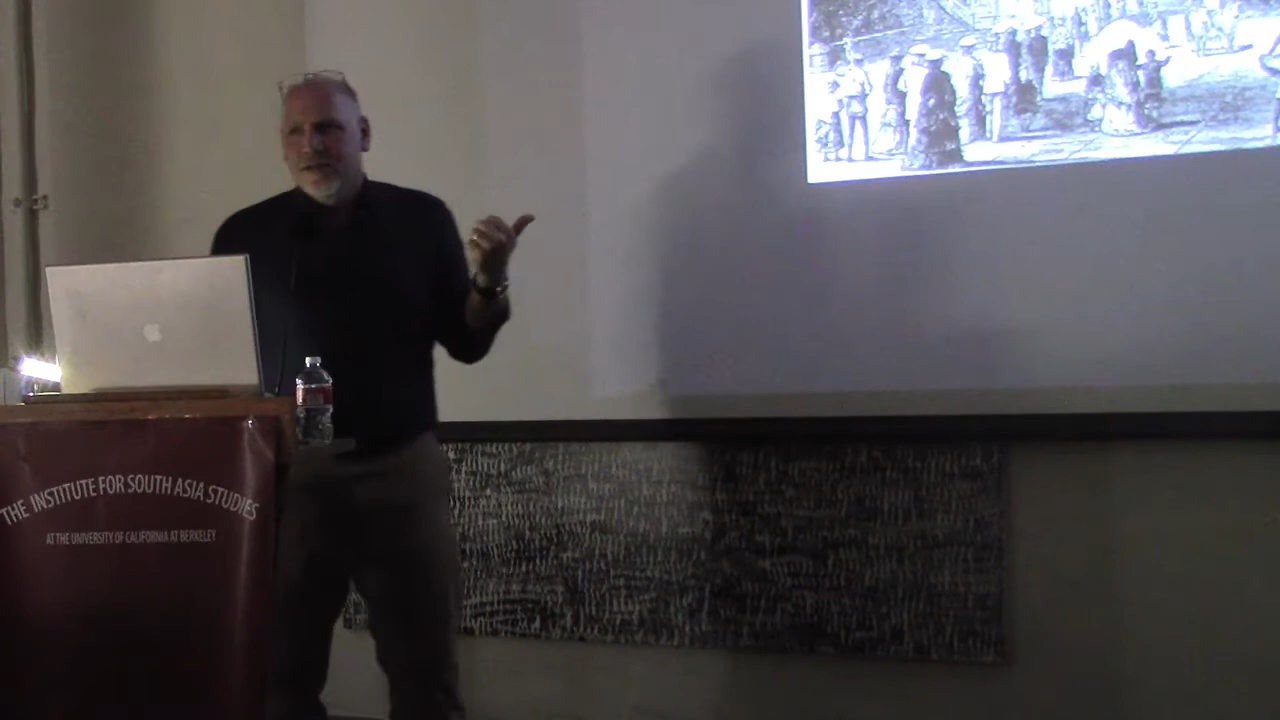 THE INSTITUTE FOR SOUTH ASIA STUDIES
AT THE UNIVERSITY OF CALIFORNIA AT BERKELEY